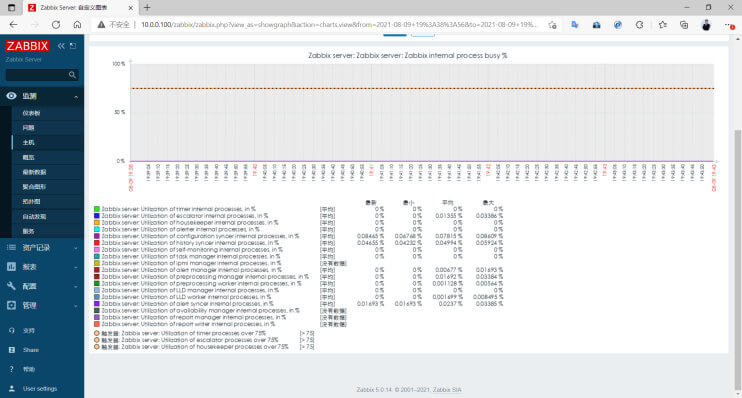 Zabbix Server: 自定义图表
不安全 | 10.0.0.100/zabbix/zabbix.php?view_as=showgraph&action=charts.view&from=2021-08-09+19%3A38%3A56&to=2021-08-09+19%...
ZABBIX
Zabbix Server
监测
仪表板
问题
主机
概览
最新数据
聚合图形
拓扑图
自动发现
服务
资产记录
报表
配置
管理
支持
Share
帮助
User settings
Zabbix server: Zabbix server: Zabbix internal process busy %
100 %
50 %
0 %
最新 最小 平均 最大
Zabbix server: Utilization of timer internal processes, in % [平均] 0 % 0 % 0 % 0 %
Zabbix server: Utilization of escalator internal processes, in % [平均] 0 % 0 % 0.01355 % 0.03386 %
Zabbix server: Utilization of housekeeper internal processes, in % [平均] 0 % 0 % 0 % 0 %
Zabbix server: Utilization of alerter internal processes, in % [平均] 0 % 0 % 0 % 0 %
Zabbix server: Utilization of configuration syncer internal processes, in % [平均] 0.08465 % 0.06768 % 0.07815 % 0.08609 %
Zabbix server: Utilization of history syncer internal processes, in % [平均] 0.04655 % 0.04232 % 0.04994 % 0.05924 %
Zabbix server: Utilization of self-monitoring internal processes, in % [平均] 0 % 0 % 0 % 0 %
Zabbix server: Utilization of task manager internal processes, in % [平均] 0 % 0 % 0 % 0 %
Zabbix server: Utilization of ipmi manager internal processes, in % [没有数据]
Zabbix server: Utilization of alert manager internal processes, in % [平均] 0 % 0 % 0.00677 % 0.01693 %
Zabbix server: Utilization of preprocessing manager internal processes, in % [平均] 0 % 0 % 0.01692 % 0.03384 %
Zabbix server: Utilization of preprocessing worker internal processes, in % [平均] 0 % 0 % 0.001128 % 0.00564 %
Zabbix server: Utilization of LLD manager internal processes, in % [平均] 0 % 0 % 0 % 0 %
Zabbix server: Utilization of LLD worker internal processes, in % [平均] 0 % 0 % 0.001699 % 0.008495 %
Zabbix server: Utilization of alert syncer internal processes, in % [平均] 0.01693 % 0.01693 % 0.0237 % 0.03385 %
Zabbix server: Utilization of availability manager internal processes, in % [没有数据]
Zabbix server: Utilization of report manager internal processes, in % [没有数据]
Zabbix server: Utilization of report writer internal processes, in % [没有数据]
触发器: Zabbix server: Utilization of timer processes over 75% [> 75]
触发器: Zabbix server: Utilization of escalator processes over 75% [> 75]
触发器: Zabbix server: Utilization of housekeeper processes over 75% [> 75]
Zabbix 5.0.14. © 2001–2021, Zabbix SIA